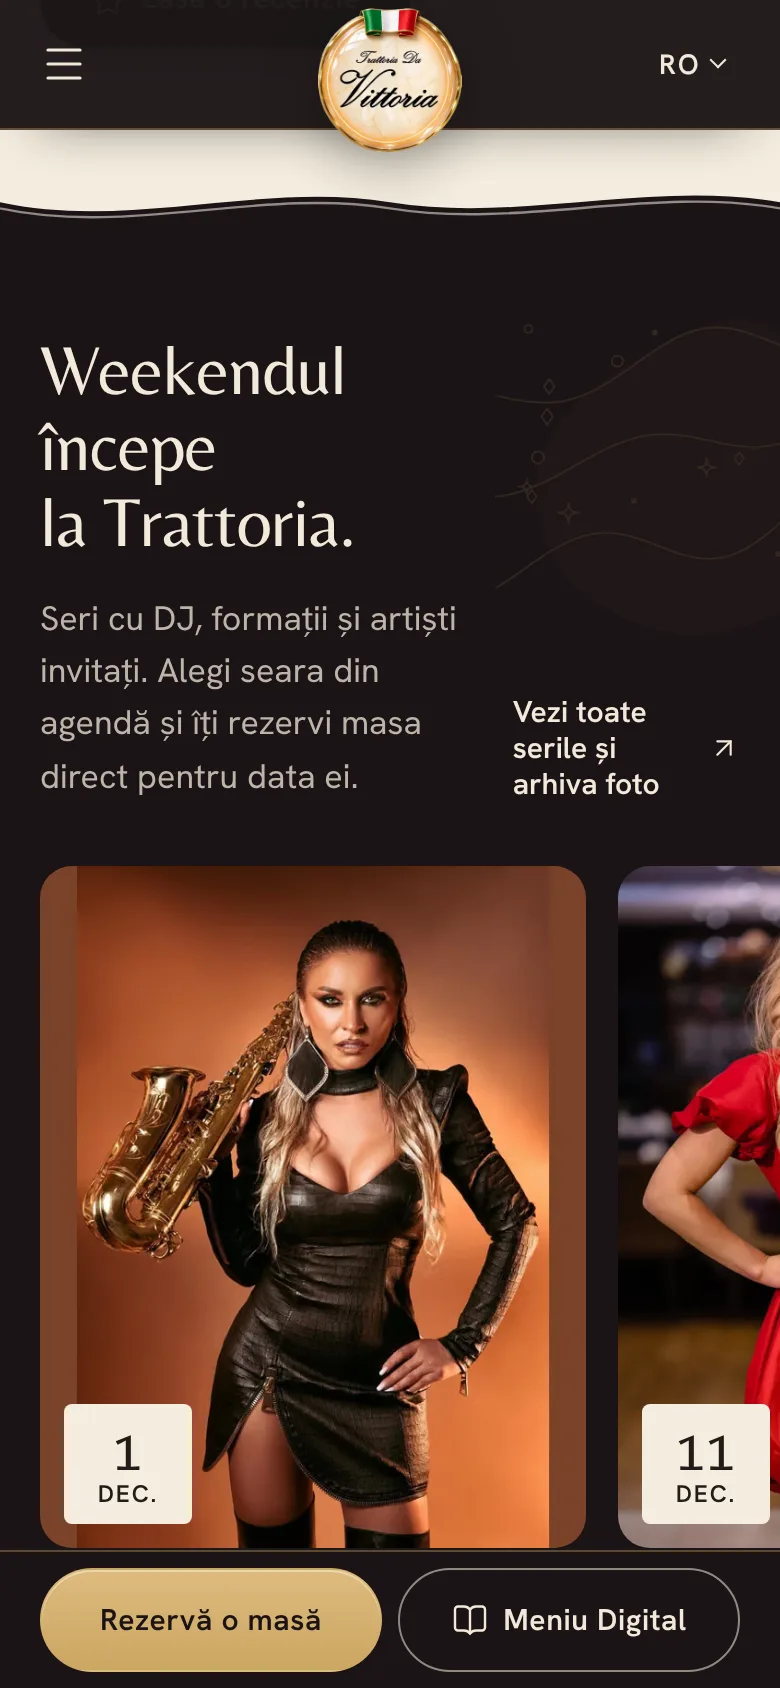 RO
Trattoria Da
Vittoria
Weekendul
începe
la Trattoria.
Seri cu DJ, formații și artiști
invitați. Alegi seara din
agendă și îți rezervi masa
direct pentru data ei.
Vezi toate
serile și
arhiva foto
1
DEC.
11
DEC.
Rezervă o masă
Meniu Digital